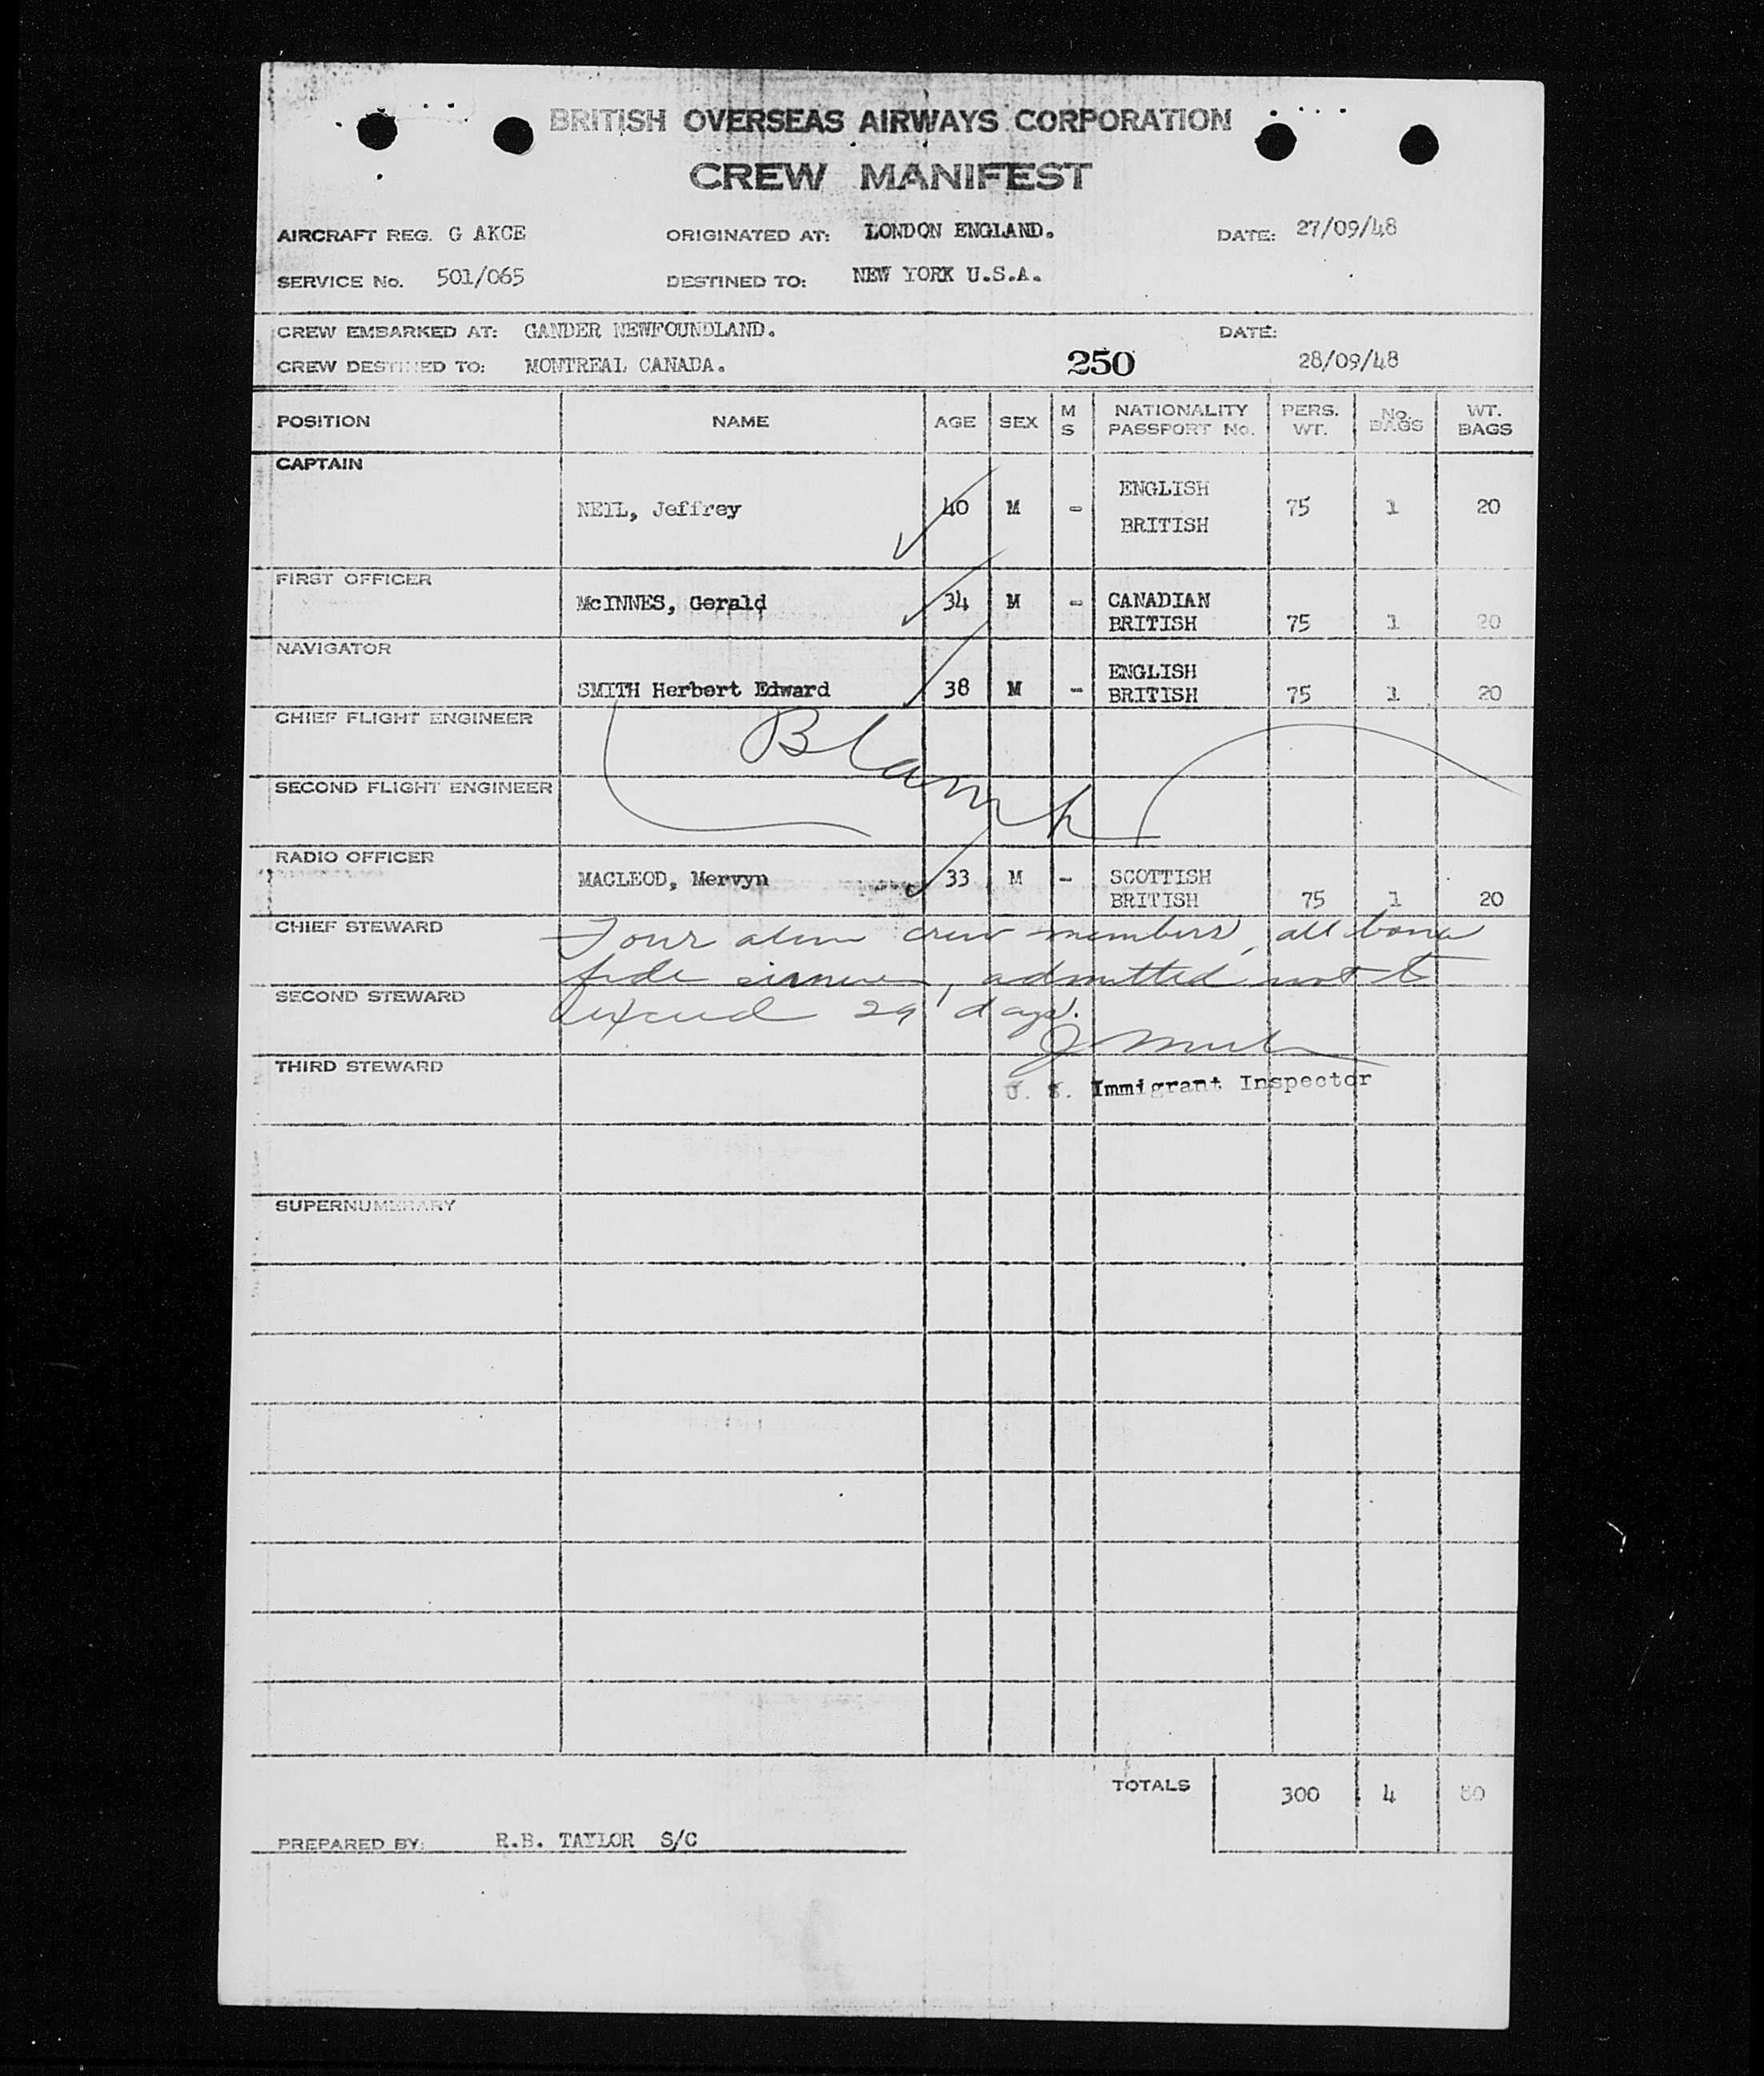 BRITISH OVERSEAS AIRWAYS CORPORATION
CREW MANIFEST
AIRCRAFT REG. G AKCE ORIGINATED AT: LONDON ENGLAND. DATE: 27/09/48
SERVICE No. 501/065 DESTINED TO: NEW YORK U.S.A.
CREW EMBARKED AT: GANDER NEWFOUNDLAND. DATE:
CREW DESTINED TO: MONTREAL CANADA. 250 28/09/48
POSITION NAME AGE SEX M S NATIONALITY PASSPORT No. PERS. WT. No. BAGS WT. BAGS
CAPTAIN
NEIL, Jeffrey 40 M - ENGLISH BRITISH 75 1 20
FIRST OFFICER
McINNES, Gerald 34 M - CANADIAN BRITISH 75 1 20
NAVIGATOR
SMITH Herbert Edward 38 M - ENGLISH BRITISH 75 1 20
CHIEF FLIGHT ENGINEER
Blank
SECOND FLIGHT ENGINEER
RADIO OFFICER
MACLEOD, Mervyn 33 M - SCOTTISH BRITISH 75 1 20
CHIEF STEWARD
Four alien crew members, all bona
fide airmen, admitted not to
SECOND STEWARD
exceed 29 days.
THIRD STEWARD
U. S. Immigrant Inspector
SUPERNUMERARY
TOTALS 300 4 80
PREPARED BY: R.B. TAYLOR S/C